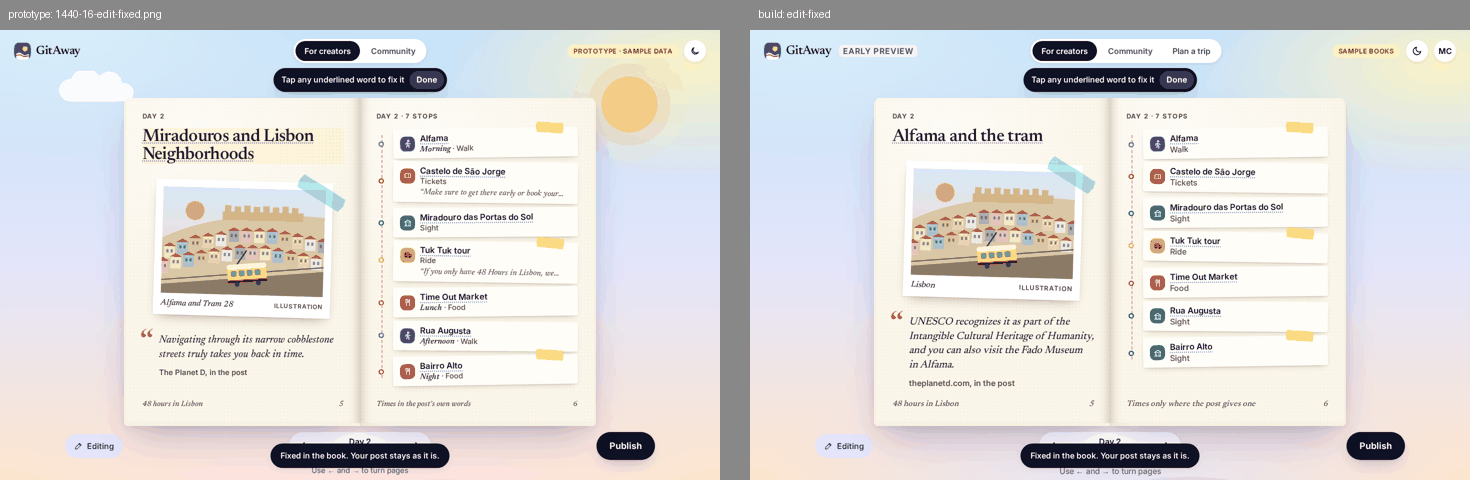 prototype: 1440-16-edit-fixed.png
GitAway
For creators
Community
PROTOTYPE · SAMPLE DATA
Tap any underlined word to fix it
Done
DAY 2
Miradouros and Lisbon
Neighborhoods
Alfama and Tram 28
ILLUSTRATION
“
Navigating through its narrow cobblestone
streets truly takes you back in time.
The Planet D, in the post
48 hours in Lisbon
5
DAY 2 · 7 STOPS
Alfama
Morning · Walk
Castelo de São Jorge
Tickets
“Make sure to get there early or book your...
Miradouro das Portas do Sol
Sight
Tuk Tuk tour
Ride
“If you only have 48 Hours in Lisbon, we...
Time Out Market
Lunch · Food
Rua Augusta
Afternoon · Walk
Bairro Alto
Night · Food
Times in the post's own words
6
Editing
Day 2
Fixed in the book. Your post stays as it is.
Use ← and → to turn pages
Publish
build: edit-fixed
GitAway
EARLY PREVIEW
For creators
Community
Plan a trip
SAMPLE BOOKS
MC
Tap any underlined word to fix it
Done
DAY 2
Alfama and the tram
Lisbon
ILLUSTRATION
“
UNESCO recognizes it as part of the
Intangible Cultural Heritage of Humanity,
and you can also visit the Fado Museum
in Alfama.
theplanetd.com, in the post
48 hours in Lisbon
5
DAY 2 · 7 STOPS
Alfama
Walk
Castelo de São Jorge
Tickets
Miradouro das Portas do Sol
Sight
Tuk Tuk tour
Ride
Time Out Market
Food
Rua Augusta
Sight
Bairro Alto
Sight
Times only where the post gives one
6
Editing
Day 2
Fixed in the book. Your post stays as it is.
Use ← and → to turn pages
Publish